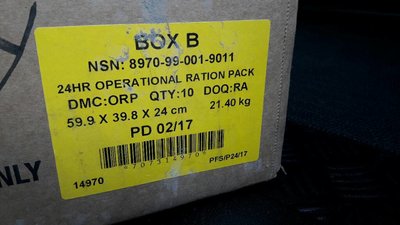 BOX B
NSN: 8970-99-001-9011
24HR OPERATIONAL RATION PACK
DMC:ORP QTY:10 DOQ:RA
59.9 X 39.8 X 24 cm 21.40 kg
PD 02/17
14970 PFS/P24/17
NLY